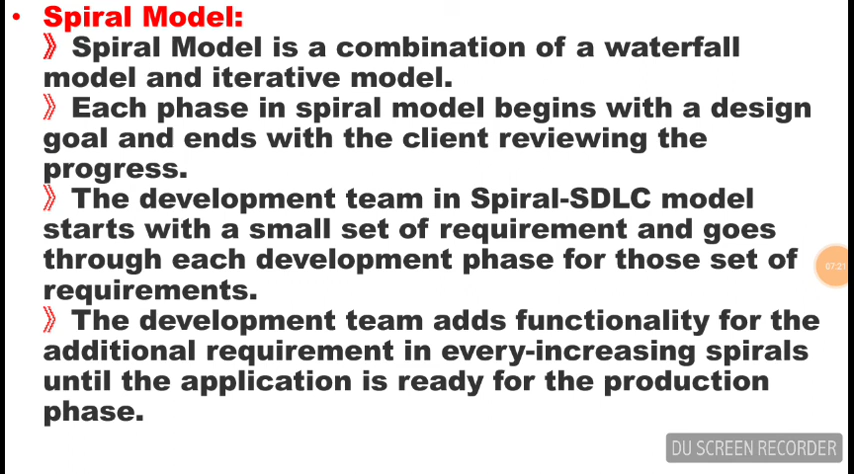 • Spiral Model:
》Spiral Model is a combination of a waterfall
model and iterative model.
》Each phase in spiral model begins with a design
goal and ends with the client reviewing the
progress.
》The development team in Spiral-SDLC model
starts with a small set of requirement and goes
through each development phase for those set of
requirements.
》The development team adds functionality for the
additional requirement in every-increasing spirals
until the application is ready for the production
phase.
07:21
DU SCREEN RECORDER